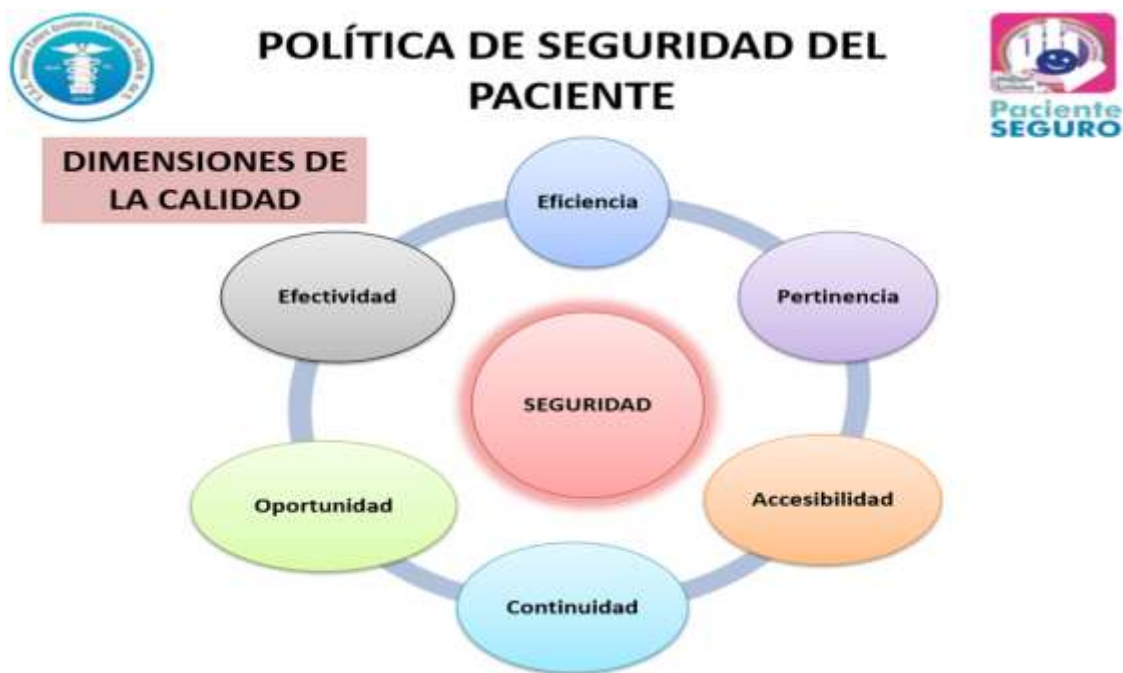 POLÍTICA DE SEGURIDAD DEL
PACIENTE
Paciente
SEGURO
DIMENSIONES DE
LA CALIDAD
Eficiencia
Efectividad
Pertinencia
SEGURIDAD
Oportunidad
Accesibilidad
Continuidad